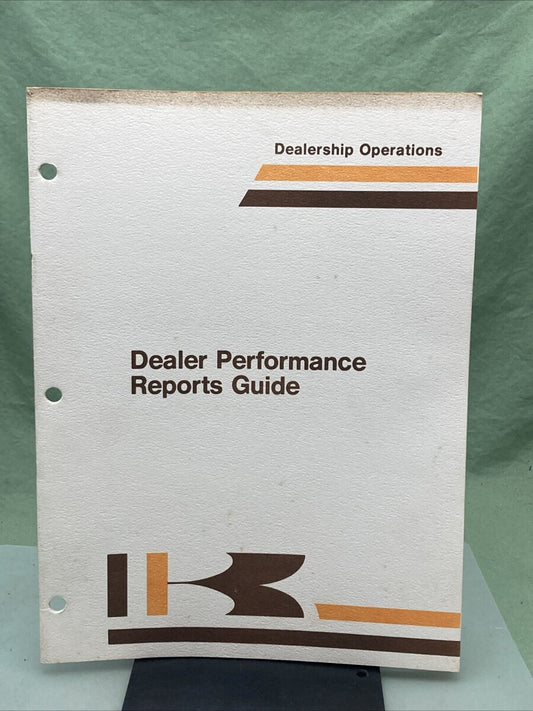 Dealership Operations
Dealer Performance
Reports Guide